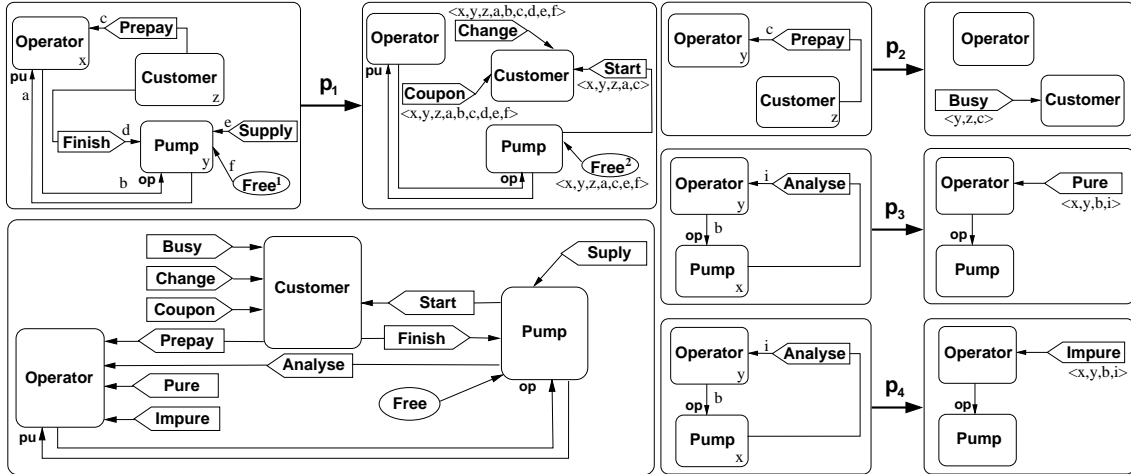 c
Prepay
Operator
x
pu
a
Customer
z
Finish
d
e
Supply
Pump
y
f
b
op
Free¹
p₁
<x,y,z,a,b,c,d,e,f>
Change
Operator
pu
Customer
Start
<x,y,z,a,c>
Coupon
<x,y,z,a,b,c,d,e,f>
Pump
op
Free²
<x,y,z,a,c,e,f>
Operator
y
c
Prepay
Customer
z
p₂
Operator
Busy
<y,z,c>
Customer
Operator
y
i
Analyse
b
op
Pump
x
p₃
Operator
Pure
<x,y,b,i>
op
Pump
Busy
Change
Coupon
Customer
Suply
Start
Pump
Prepay
Finish
Analyse
Operator
Pure
Free
op
Impure
pu
Operator
y
i
Analyse
b
op
Pump
x
p₄
Operator
Impure
<x,y,b,i>
op
Pump